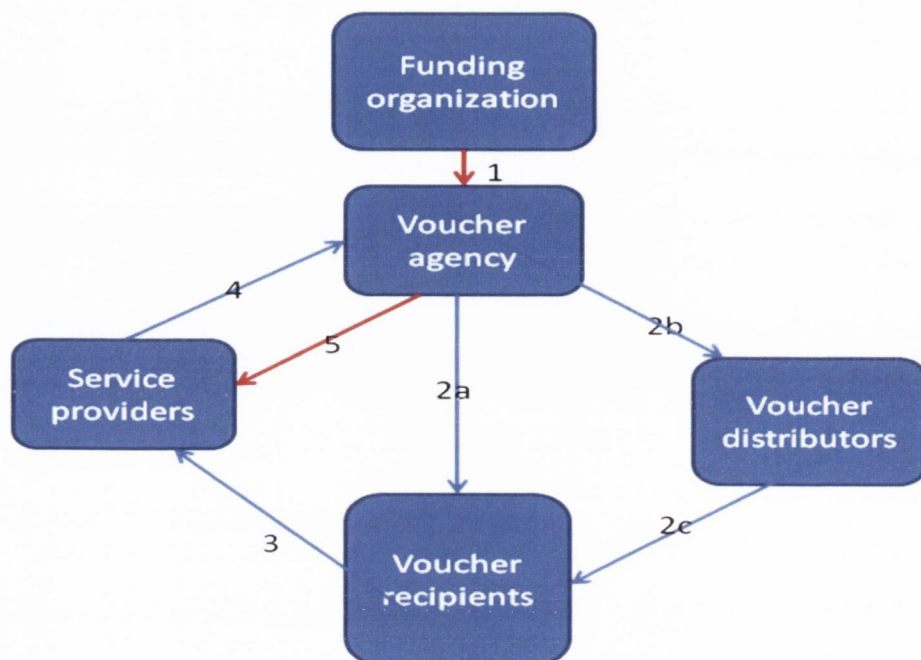 Funding
organization
1
Voucher
agency
4
5
2a
2b
Service
providers
Voucher
distributors
3
2c
Voucher
recipients